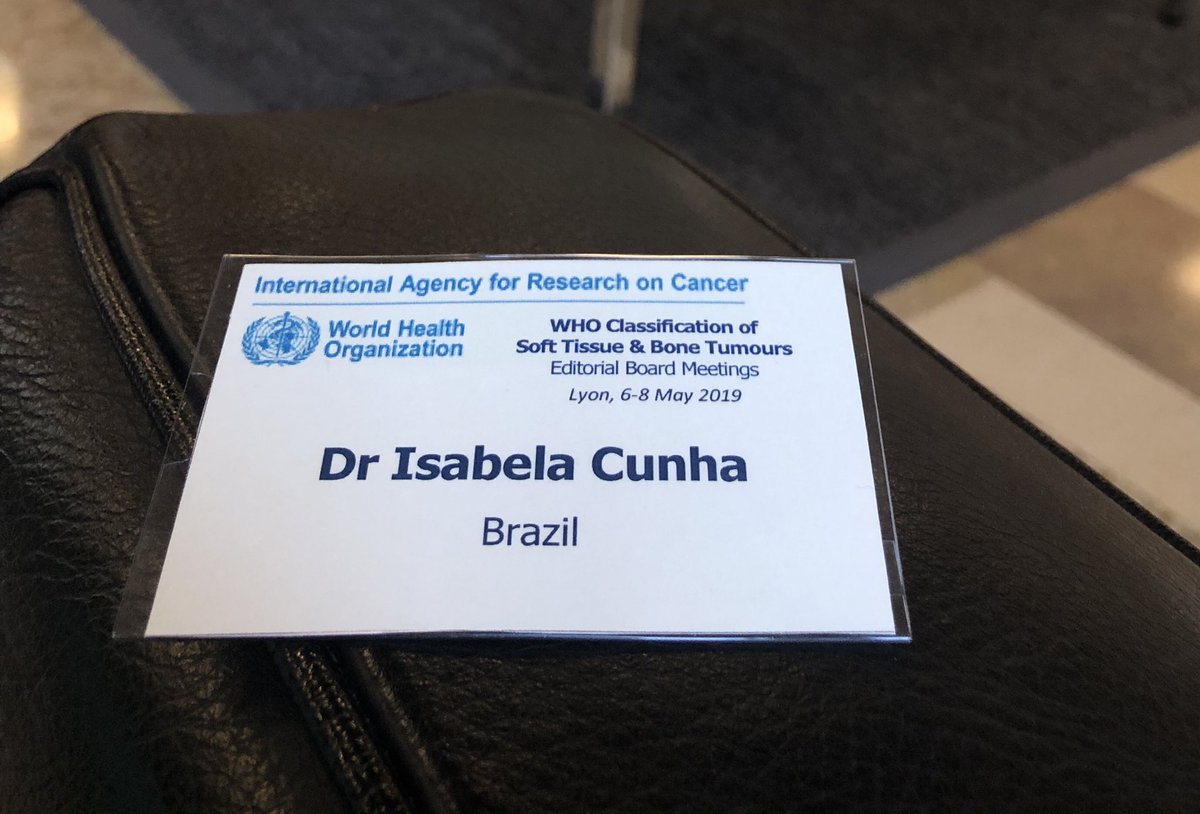 International Agency for Research on Cancer
World Health
Organization
WHO Classification of
Soft Tissue & Bone Tumours
Editorial Board Meetings
Lyon, 6-8 May 2019
Dr Isabela Cunha
Brazil